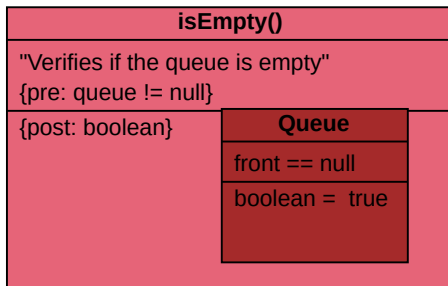 isEmpty()
"Verifies if the queue is empty"
{pre: queue != null}
{post: boolean}
Queue
front == null
boolean = true